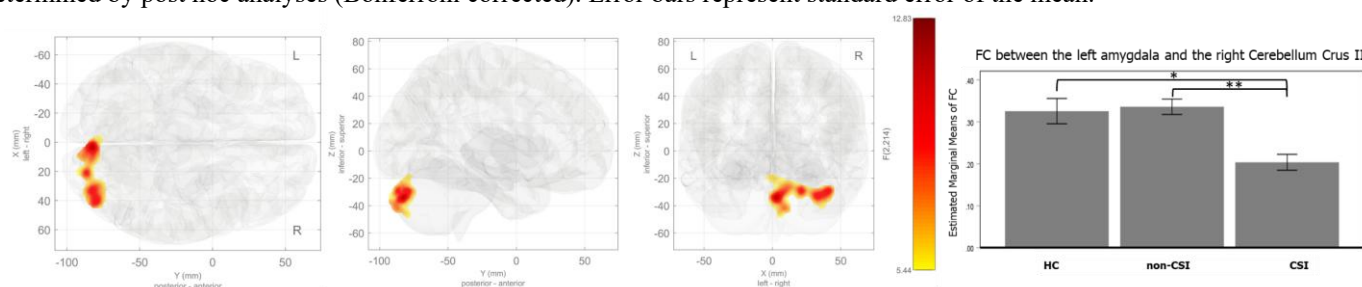 etermined by post hoc analyses (Bonferroni corrected). Error bars represent standard error of the mean.
-60
-40
-20
0
20
40
60
X (mm)
left - right
L
R
-100
-50
0
50
Y (mm)
posterior - anterior
80
60
40
20
0
-20
-40
-60
Z (mm)
inferior - superior
-100
-50
0
50
Y (mm)
posterior - anterior
80
60
40
20
0
-20
-40
-60
Z (mm)
inferior - superior
L
R
-50
0
50
X (mm)
left - right
12.83
F(2,214)
5.44
FC between the left amygdala and the right Cerebellum Crus II
Estimated Marginal Means of FC
.40
.30
.20
.10
.00
*
**
HC
non-CSI
CSI